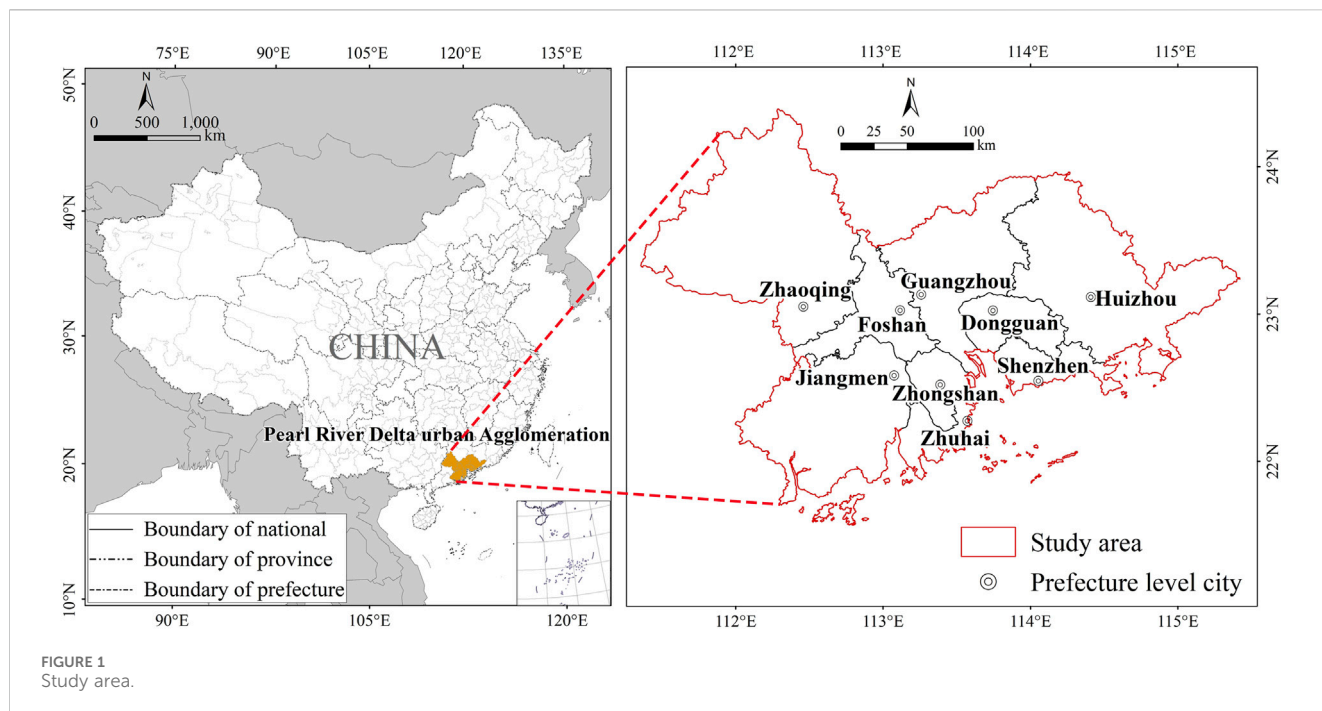 75°E 90°E 105°E 120°E 135°E
50°N
40°N
30°N
20°N
10°N
N
0 500 1,000
km
CHINA
Pearl River Delta urban Agglomeration
Boundary of national
Boundary of province
Boundary of prefecture
90°E 105°E 120°E
112°E 113°E 114°E 115°E
N
0 25 50 100
km
24°N
23°N
22°N
Zhaoqing
Guangzhou
Huizhou
Foshan
Dongguan
Jiangmen
Shenzhen
Zhongshan
Zhuhai
Study area
Prefecture level city
112°E 113°E 114°E 115°E
FIGURE 1
Study area.